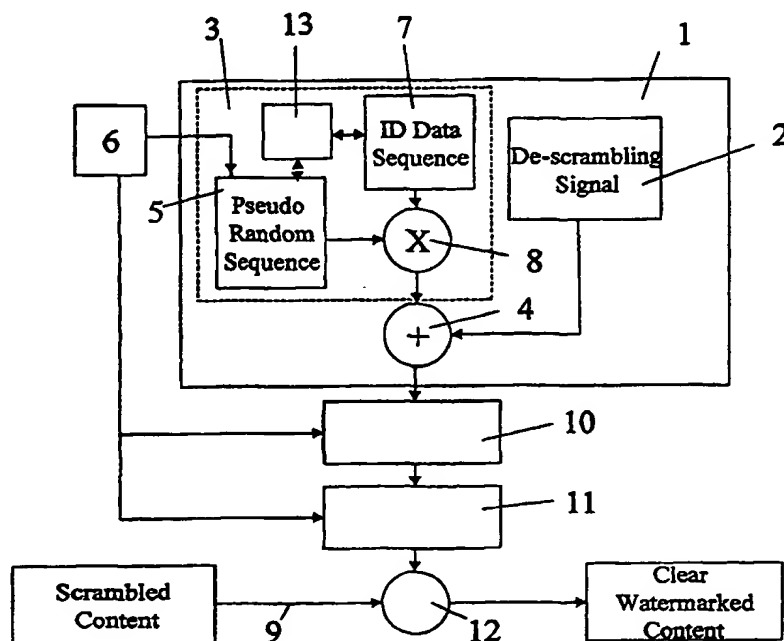 3
13
7
1
6
ID Data
Sequence
De-scrambling
Signal
2
5
Pseudo
Random
Sequence
X
8
4
+
10
11
Scrambled
Content
9
12
Clear
Watermarked
Content